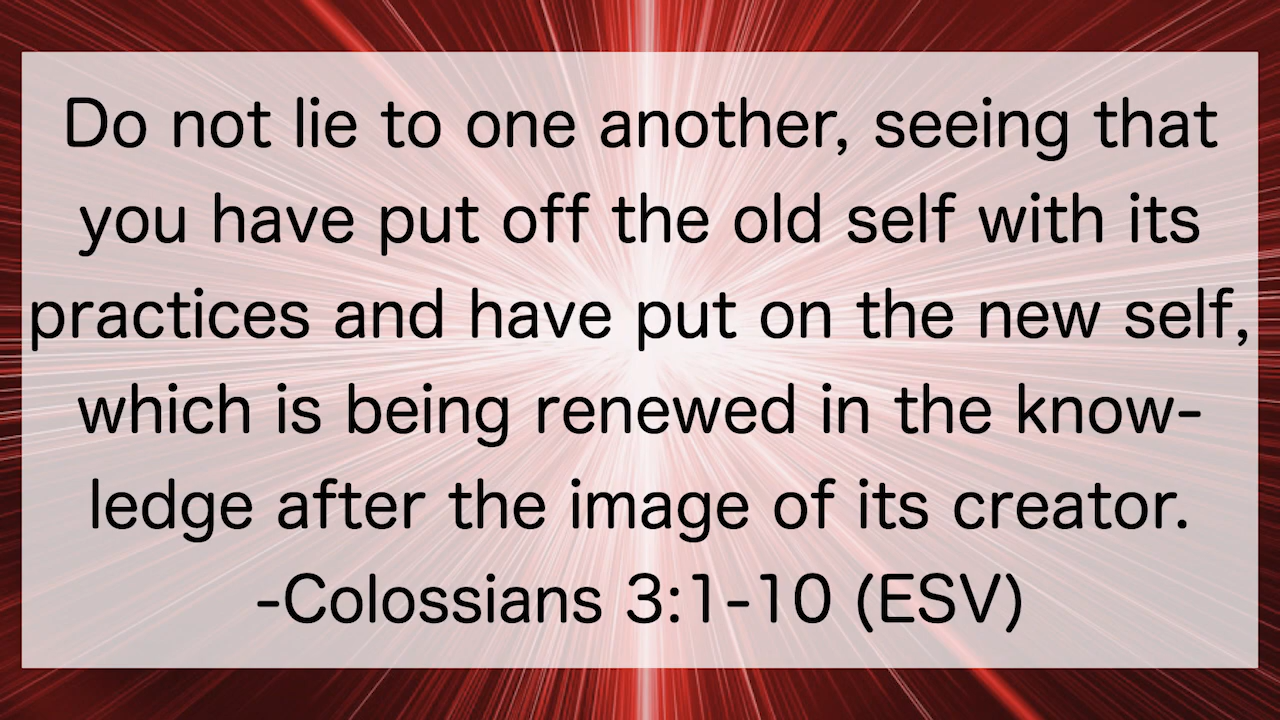 Do not lie to one another, seeing that
you have put off the old self with its
practices and have put on the new self,
which is being renewed in the know-
ledge after the image of its creator.
-Colossians 3:1-10 (ESV)